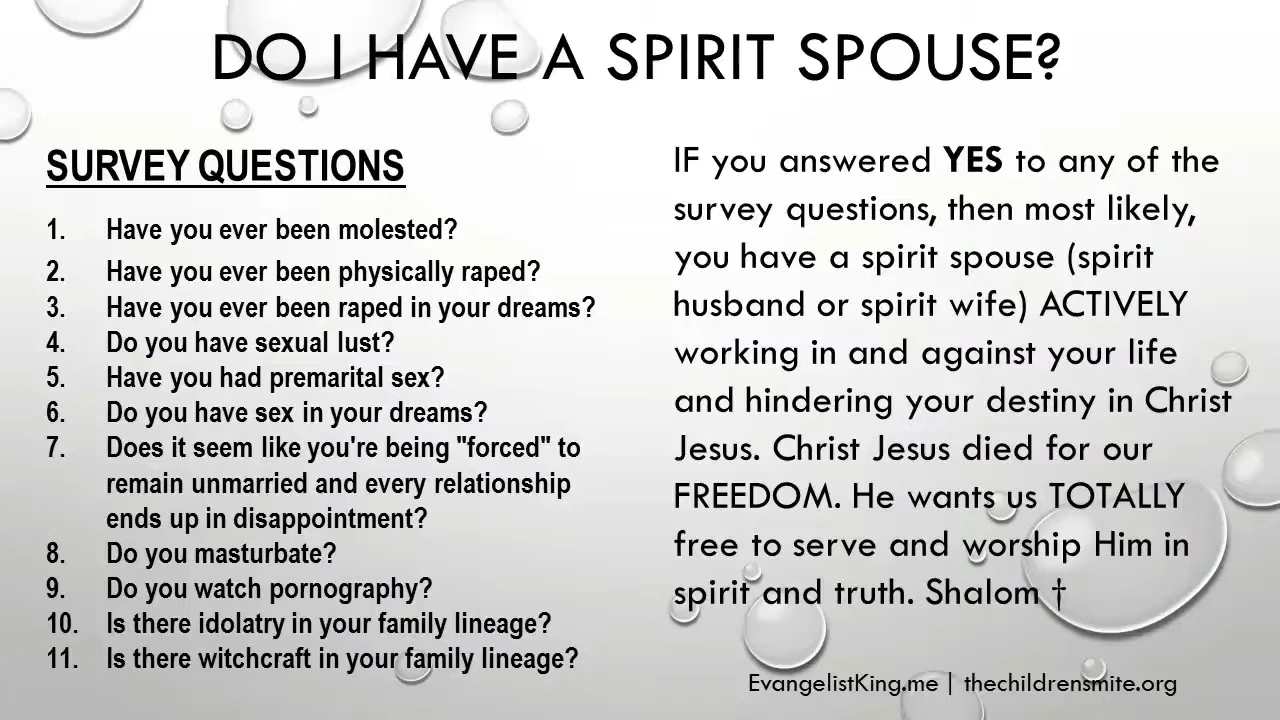 DO I HAVE A SPIRIT SPOUSE?
SURVEY QUESTIONS
1. Have you ever been molested?
2. Have you ever been physically raped?
3. Have you ever been raped in your dreams?
4. Do you have sexual lust?
5. Have you had premarital sex?
6. Do you have sex in your dreams?
7. Does it seem like you're being "forced" to
remain unmarried and every relationship
ends up in disappointment?
8. Do you masturbate?
9. Do you watch pornography?
10. Is there idolatry in your family lineage?
11. Is there witchcraft in your family lineage?
IF you answered YES to any of the
survey questions, then most likely,
you have a spirit spouse (spirit
husband or spirit wife) ACTIVELY
working in and against your life
and hindering your destiny in Christ
Jesus. Christ Jesus died for our
FREEDOM. He wants us TOTALLY
free to serve and worship Him in
spirit and truth. Shalom †
EvangelistKing.me | thechildrensmite.org